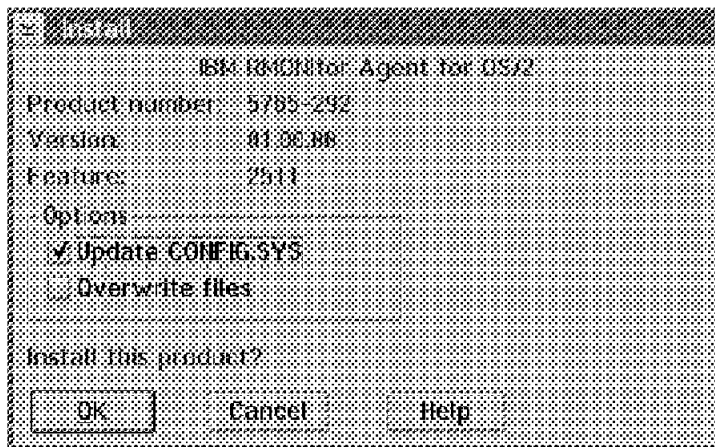 Install
IBM RMONitor Agent for OS/2
Product number: 5765-292
Version: 01.00.00
Feature: 2511
Options
Update CONFIG.SYS
Overwrite files
Install this product?
OK Cancel Help